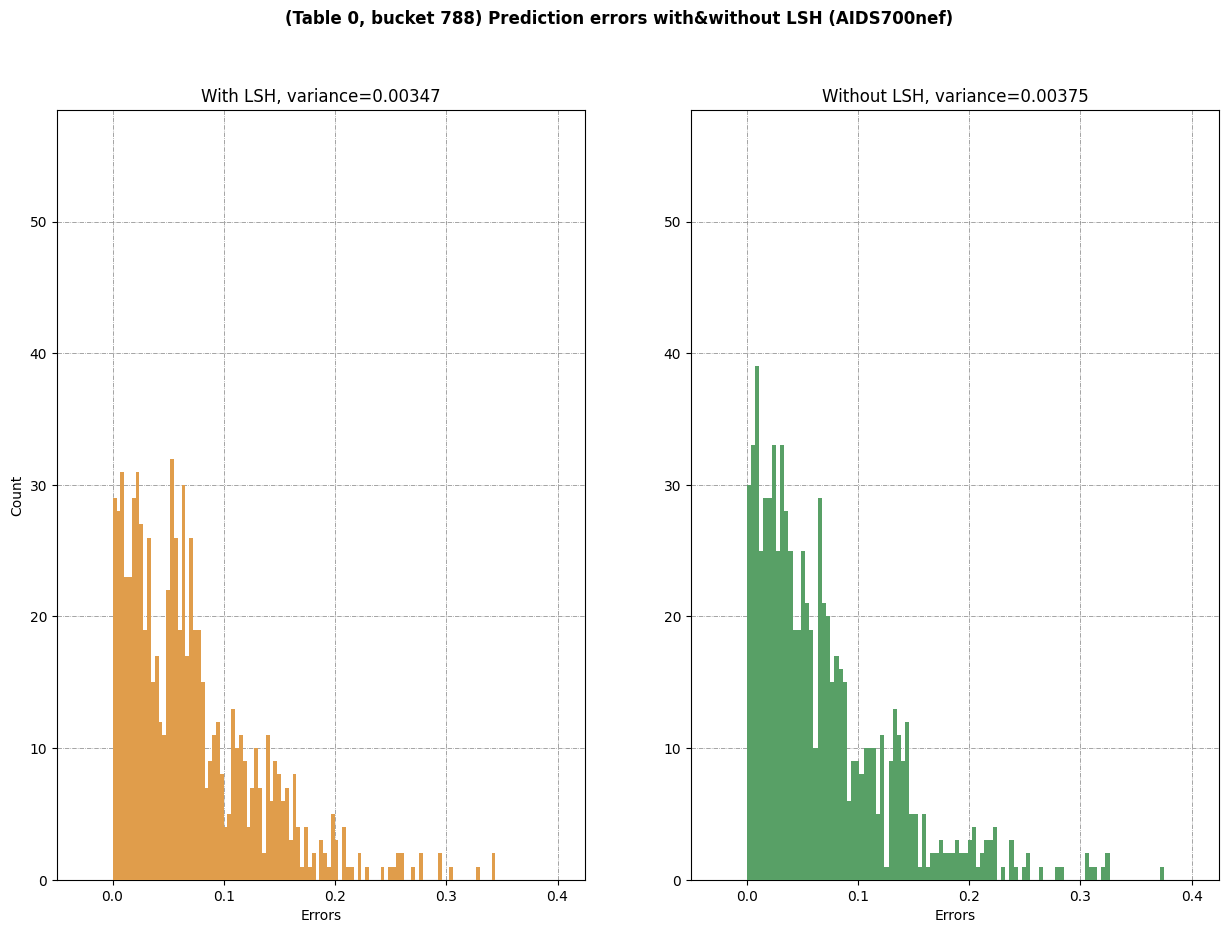 (Table 0, bucket 788) Prediction errors with&without LSH (AIDS700nef)
With LSH, variance=0.00347
50
40
30
20
10
0
Count
0.0 0.1 0.2 0.3 0.4
Errors
Without LSH, variance=0.00375
50
40
30
20
10
0
0.0 0.1 0.2 0.3 0.4
Errors